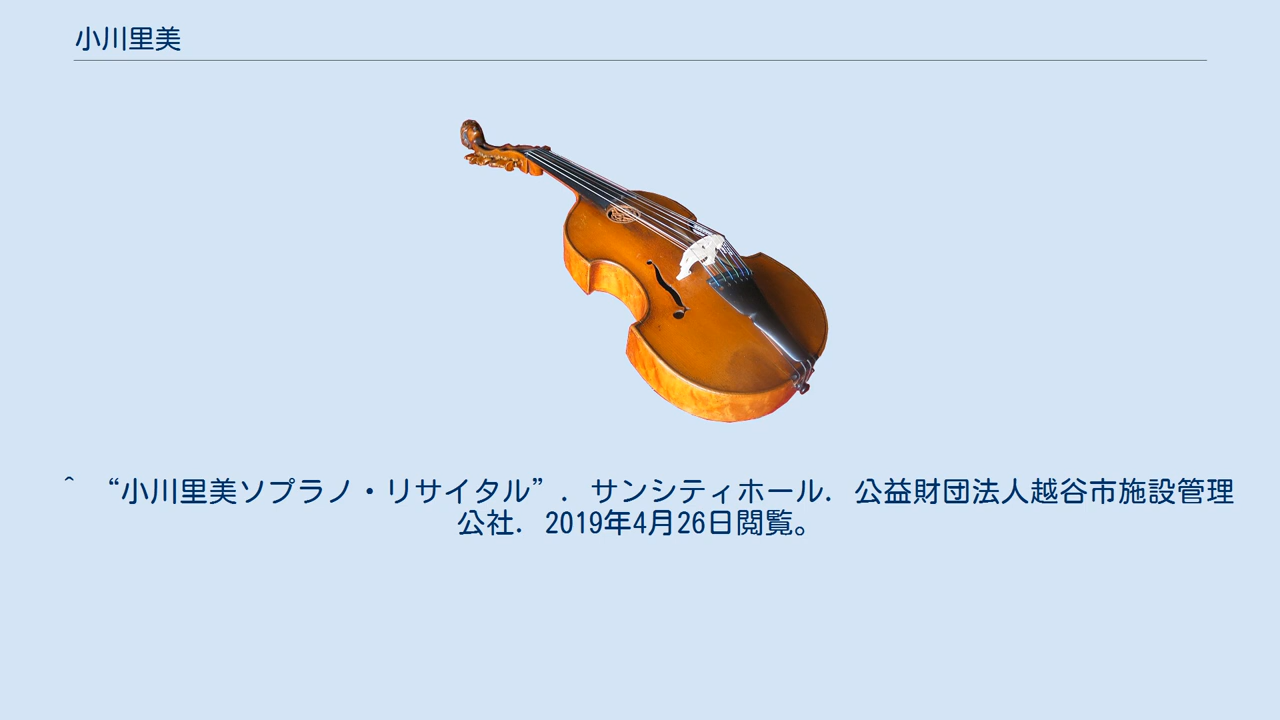 小川里美
^ “小川里美ソプラノ・リサイタル”. サンシティホール. 公益財団法人越谷市施設管理
公社. 2019年4月26日閲覧。